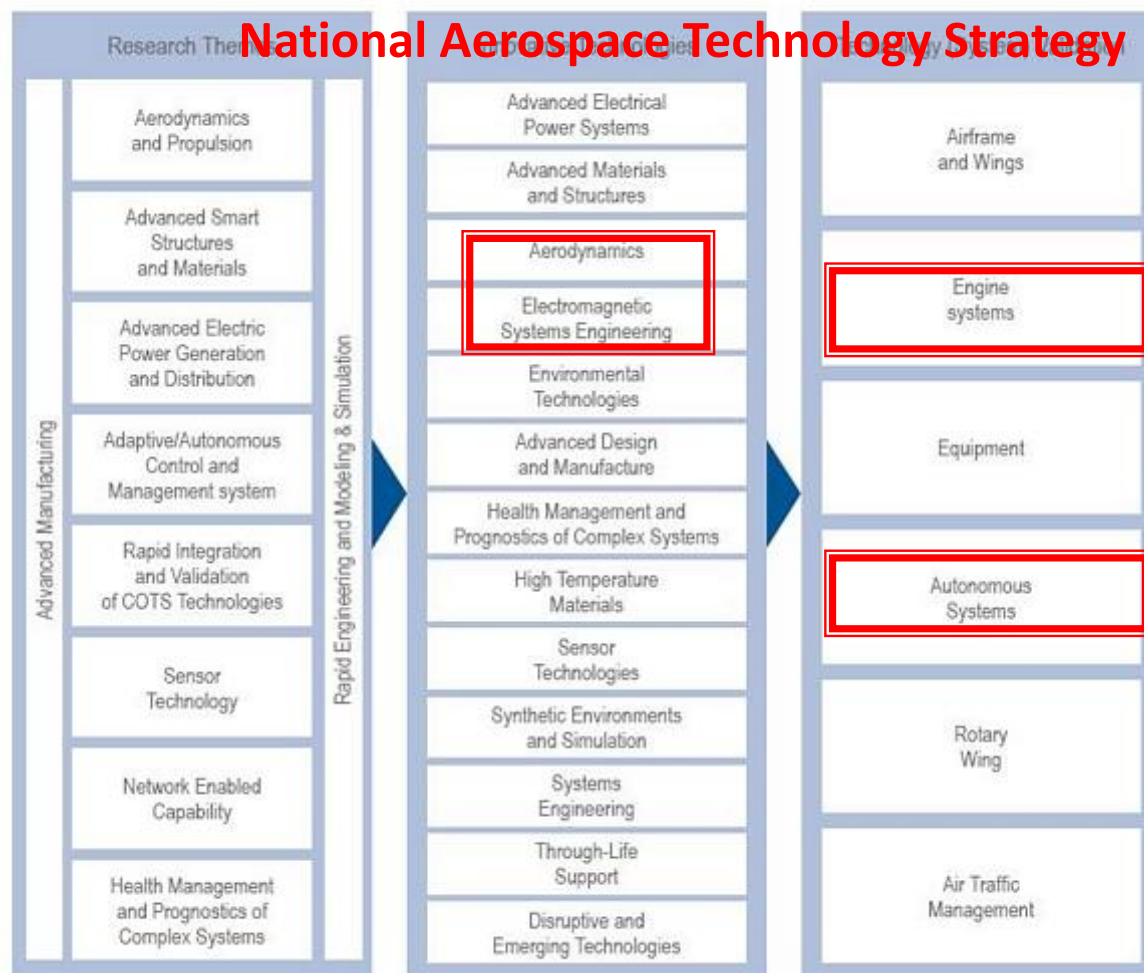 National Aerospace Technology Strategy
Research Themes
Advanced Manufacturing
Aerodynamics
and Propulsion
Advanced Smart
Structures
and Materials
Advanced Electric
Power Generation
and Distribution
Adaptive/Autonomous
Control and
Management system
Rapid Integration
and Validation
of COTS Technologies
Sensor
Technology
Network Enabled
Capability
Health Management
and Prognostics of
Complex Systems
Rapid Engineering and Modeling & Simulation
Technologies
Advanced Electrical
Power Systems
Advanced Materials
and Structures
Aerodynamics
Electromagnetic
Systems Engineering
Environmental
Technologies
Advanced Design
and Manufacture
Health Management and
Prognostics of Complex Systems
High Temperature
Materials
Sensor
Technologies
Synthetic Environments
and Simulation
Systems
Engineering
Through-Life
Support
Disruptive and
Emerging Technologies
Airframe
and Wings
Engine
systems
Equipment
Autonomous
Systems
Rotary
Wing
Air Traffic
Management